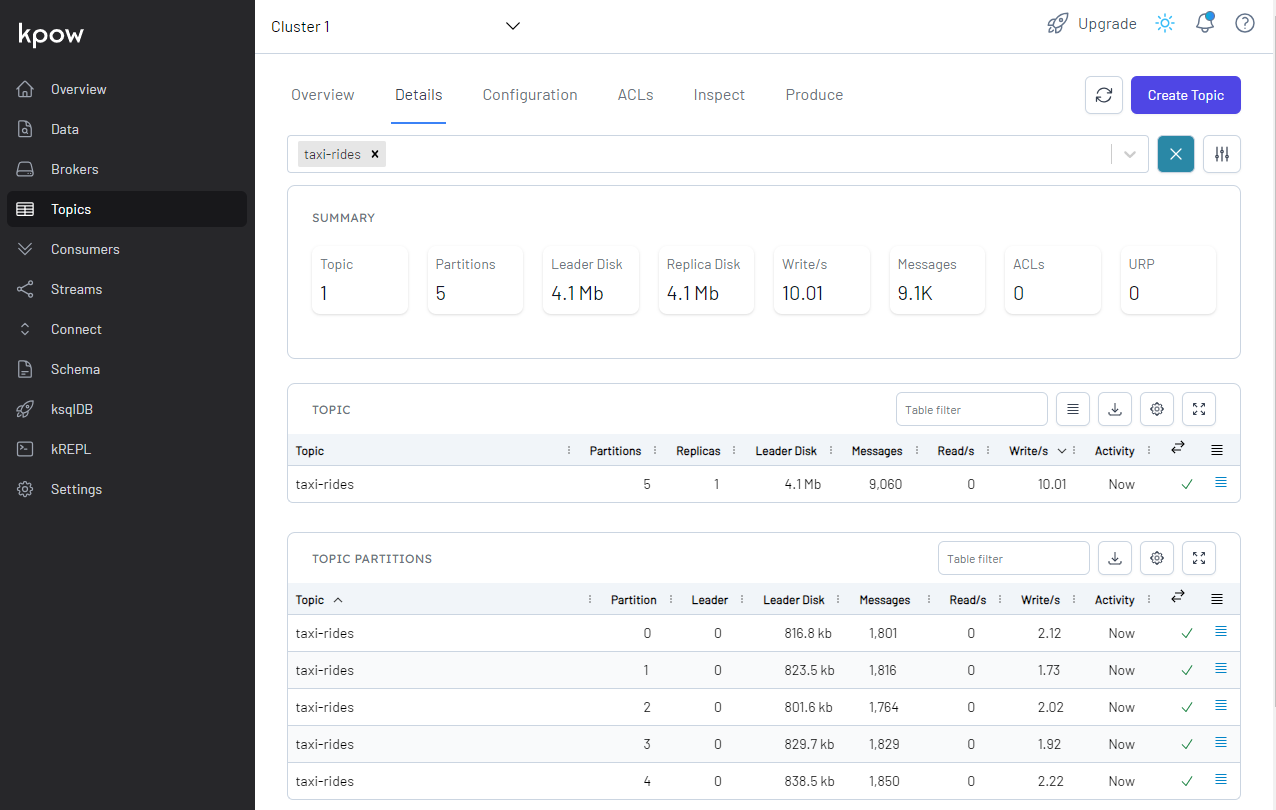 kpow
Cluster 1
Upgrade
Overview
Data
Brokers
Topics
Consumers
Streams
Connect
Schema
ksqlDB
kREPL
Settings
Overview Details Configuration ACLs Inspect Produce
Create Topic
taxi-rides
SUMMARY
Topic Partitions Leader Disk Replica Disk Write/s Messages ACLs URP
1 5 4.1 Mb 4.1 Mb 10.01 9.1K 0 0
TOPIC
Table filter
Topic Partitions Replicas Leader Disk Messages Read/s Write/s Activity
taxi-rides 5 1 4.1 Mb 9,060 0 10.01 Now
TOPIC PARTITIONS
Table filter
Topic Partition Leader Leader Disk Messages Read/s Write/s Activity
taxi-rides 0 0 816.8 kb 1,801 0 2.12 Now
taxi-rides 1 0 823.5 kb 1,816 0 1.73 Now
taxi-rides 2 0 801.6 kb 1,764 0 2.02 Now
taxi-rides 3 0 829.7 kb 1,829 0 1.92 Now
taxi-rides 4 0 838.5 kb 1,850 0 2.22 Now